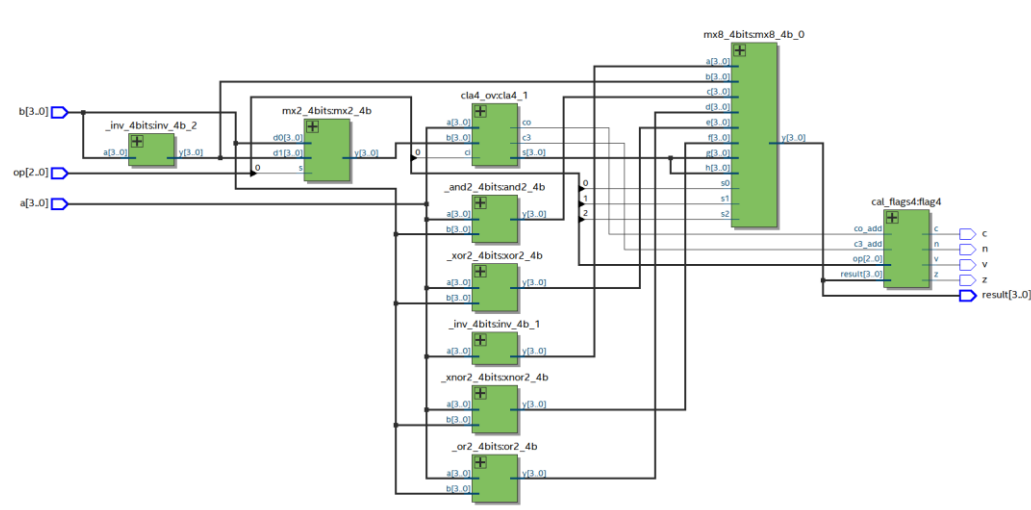 mx8_4bits:mx8_4b_0
a[3..0]
b[3..0]
c[3..0]
d[3..0]
e[3..0]
f[3..0]
g[3..0]
h[3..0]
s0
s1
s2
y[3..0]
0
1
2
b[3..0]
op[2..0]
a[3..0]
_inv_4bits:inv_4b_2
a[3..0]
y[3..0]
0
mx2_4bits:mx2_4b
d0[3..0]
d1[3..0]
s
y[3..0]
0
cla4_ov:cla4_1
a[3..0]
b[3..0]
ci
co
c3
s[3..0]
_and2_4bits:and2_4b
a[3..0]
b[3..0]
y[3..0]
_xor2_4bits:xor2_4b
a[3..0]
b[3..0]
y[3..0]
_inv_4bits:inv_4b_1
a[3..0]
y[3..0]
_xnor2_4bits:xnor2_4b
a[3..0]
b[3..0]
y[3..0]
_or2_4bits:or2_4b
a[3..0]
b[3..0]
y[3..0]
cal_flags4:flag4
co_add
c3_add
op[2..0]
result[3..0]
c
n
v
z
c
n
v
z
result[3..0]